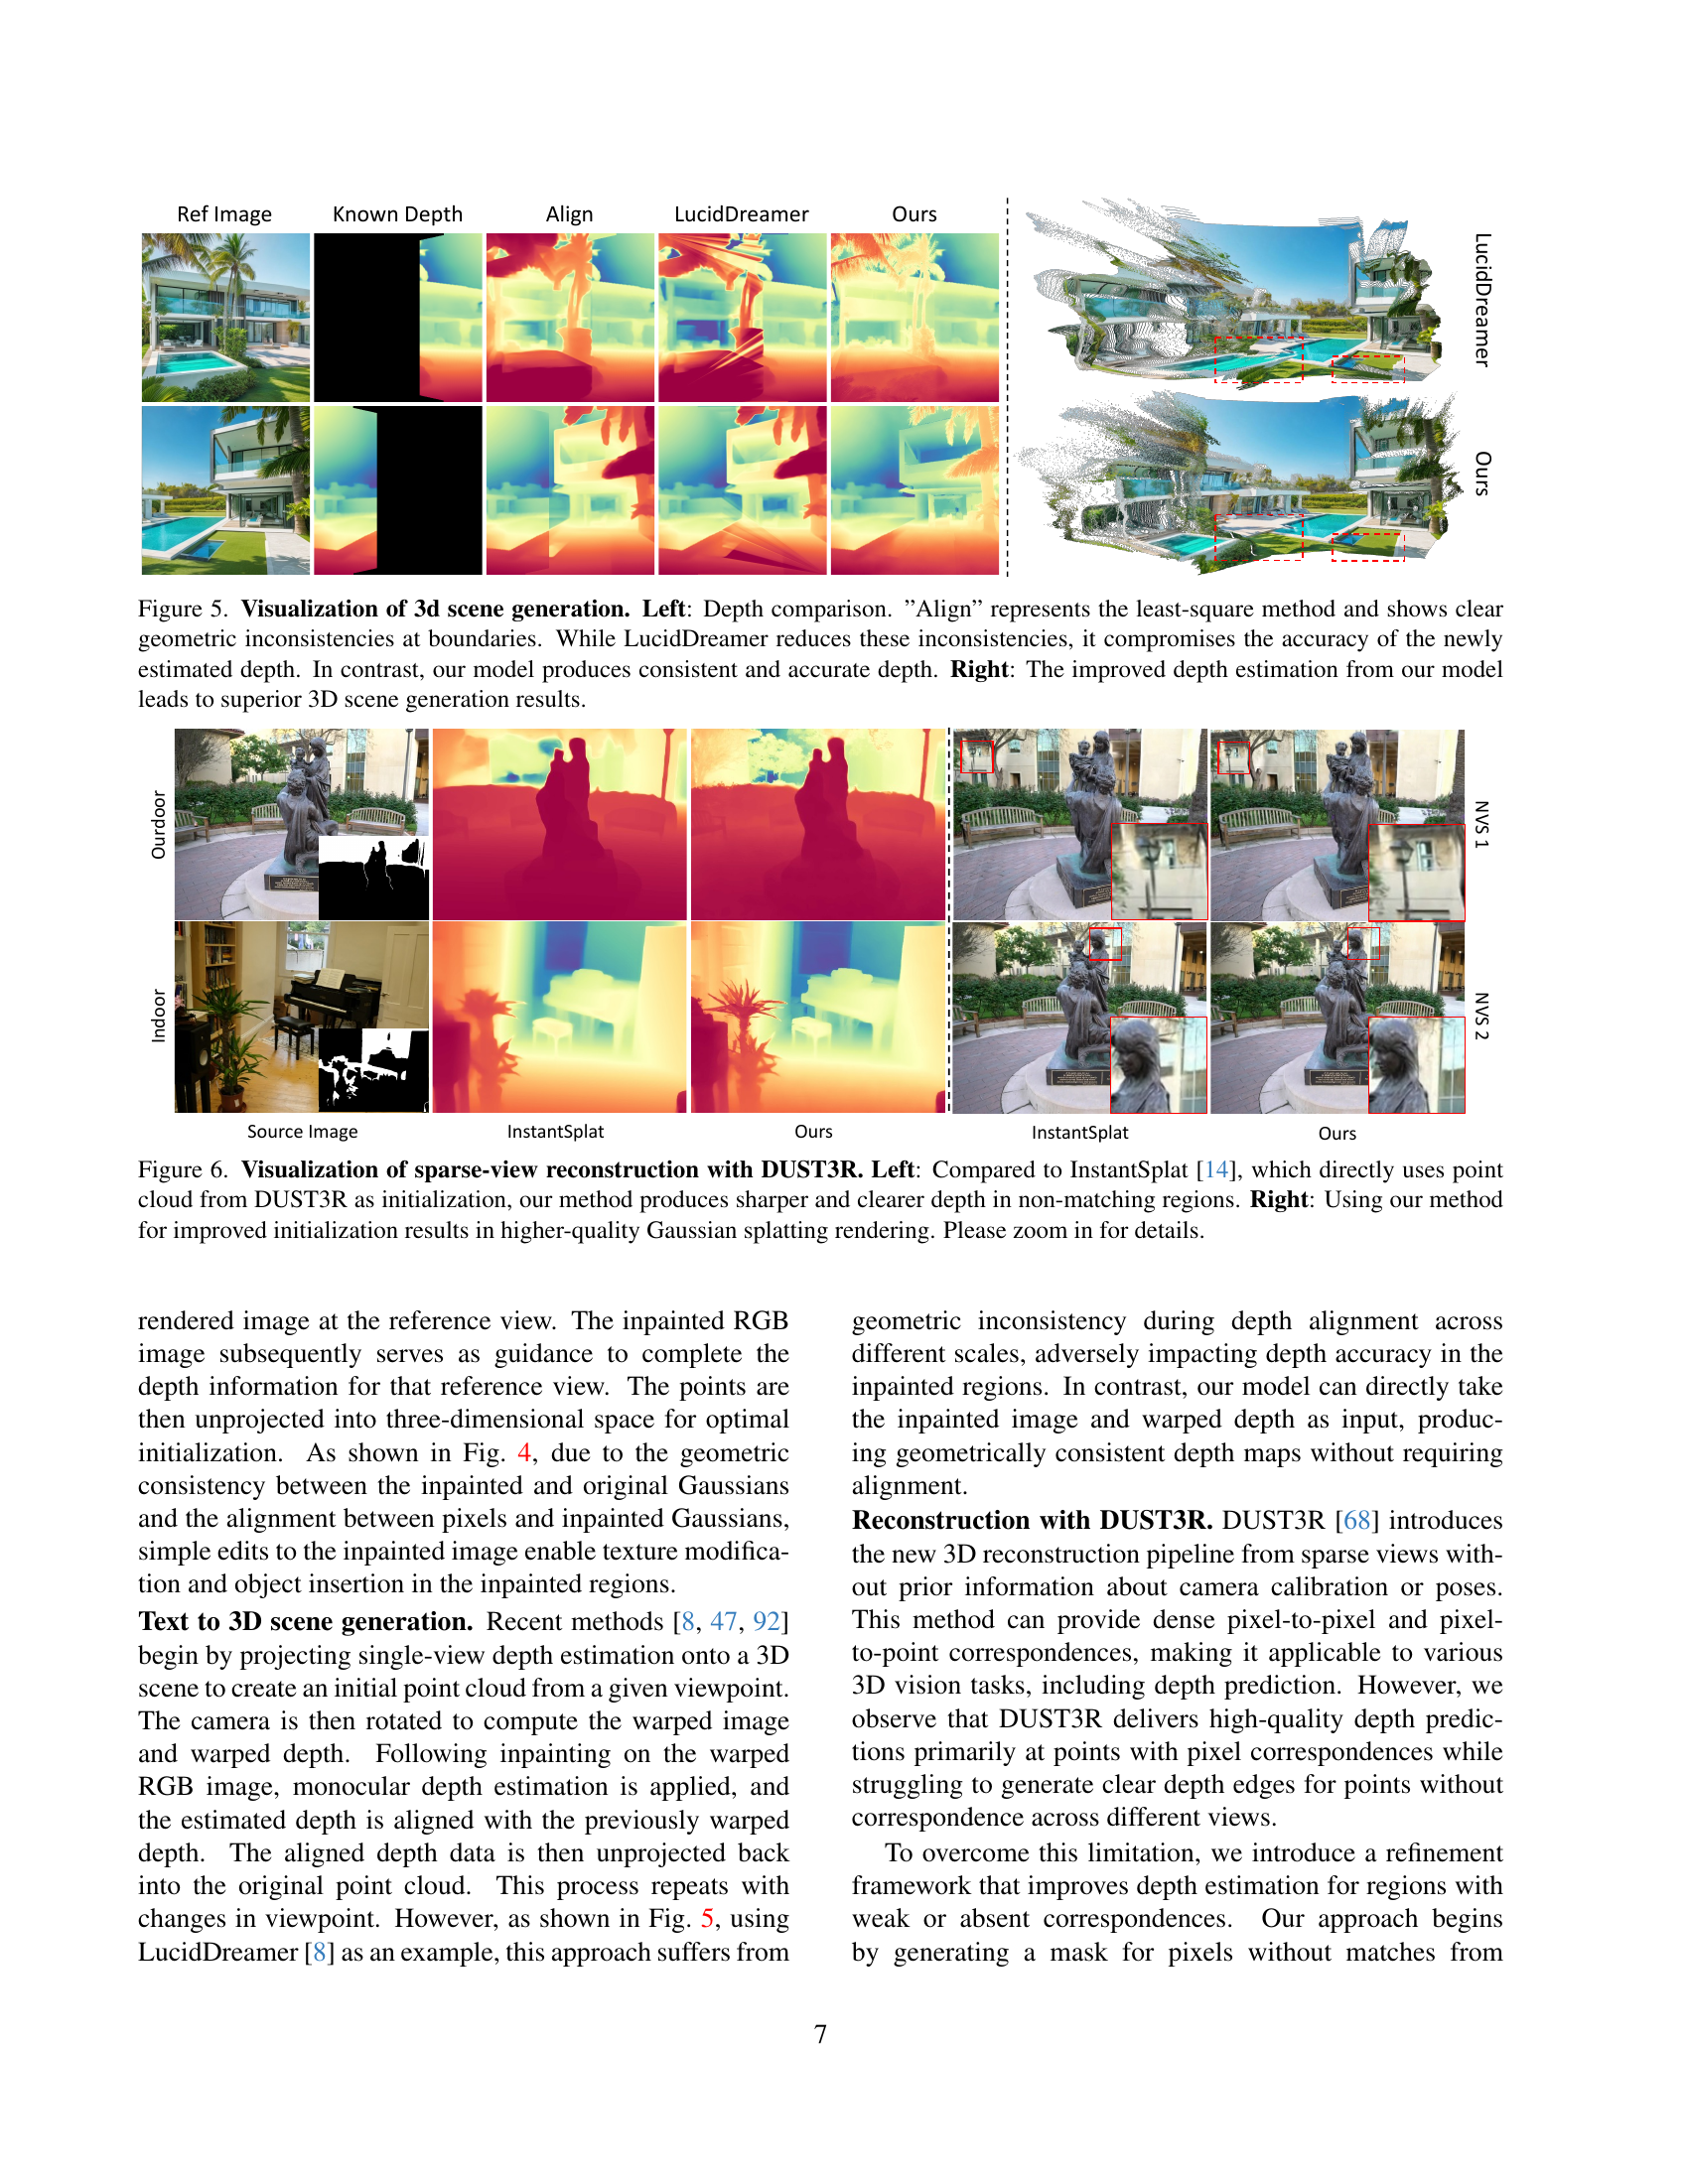 Ref Image Known Depth Align LucidDreamer Ours
LucidDreamer
Ours
Figure 5. Visualization of 3d scene generation. Left: Depth comparison. ”Align” represents the least-square method and shows clear
geometric inconsistencies at boundaries. While LucidDreamer reduces these inconsistencies, it compromises the accuracy of the newly
estimated depth. In contrast, our model produces consistent and accurate depth. Right: The improved depth estimation from our model
leads to superior 3D scene generation results.
Ourdoor
NVS 1
Indoor
NVS 2
Source Image InstantSplat Ours InstantSplat Ours
Figure 6. Visualization of sparse-view reconstruction with DUST3R. Left: Compared to InstantSplat [14], which directly uses point
cloud from DUST3R as initialization, our method produces sharper and clearer depth in non-matching regions. Right: Using our method
for improved initialization results in higher-quality Gaussian splatting rendering. Please zoom in for details.
rendered image at the reference view. The inpainted RGB
image subsequently serves as guidance to complete the
depth information for that reference view. The points are
then unprojected into three-dimensional space for optimal
initialization. As shown in Fig. 4, due to the geometric
consistency between the inpainted and original Gaussians
and the alignment between pixels and inpainted Gaussians,
simple edits to the inpainted image enable texture modifica-
tion and object insertion in the inpainted regions.
Text to 3D scene generation. Recent methods [8, 47, 92]
begin by projecting single-view depth estimation onto a 3D
scene to create an initial point cloud from a given viewpoint.
The camera is then rotated to compute the warped image
and warped depth. Following inpainting on the warped
RGB image, monocular depth estimation is applied, and
the estimated depth is aligned with the previously warped
depth. The aligned depth data is then unprojected back
into the original point cloud. This process repeats with
changes in viewpoint. However, as shown in Fig. 5, using
LucidDreamer [8] as an example, this approach suffers from
geometric inconsistency during depth alignment across
different scales, adversely impacting depth accuracy in the
inpainted regions. In contrast, our model can directly take
the inpainted image and warped depth as input, produc-
ing geometrically consistent depth maps without requiring
alignment.
Reconstruction with DUST3R. DUST3R [68] introduces
the new 3D reconstruction pipeline from sparse views with-
out prior information about camera calibration or poses.
This method can provide dense pixel-to-pixel and pixel-
to-point correspondences, making it applicable to various
3D vision tasks, including depth prediction. However, we
observe that DUST3R delivers high-quality depth predic-
tions primarily at points with pixel correspondences while
struggling to generate clear depth edges for points without
correspondence across different views.
To overcome this limitation, we introduce a refinement
framework that improves depth estimation for regions with
weak or absent correspondences. Our approach begins
by generating a mask for pixels without matches from
7